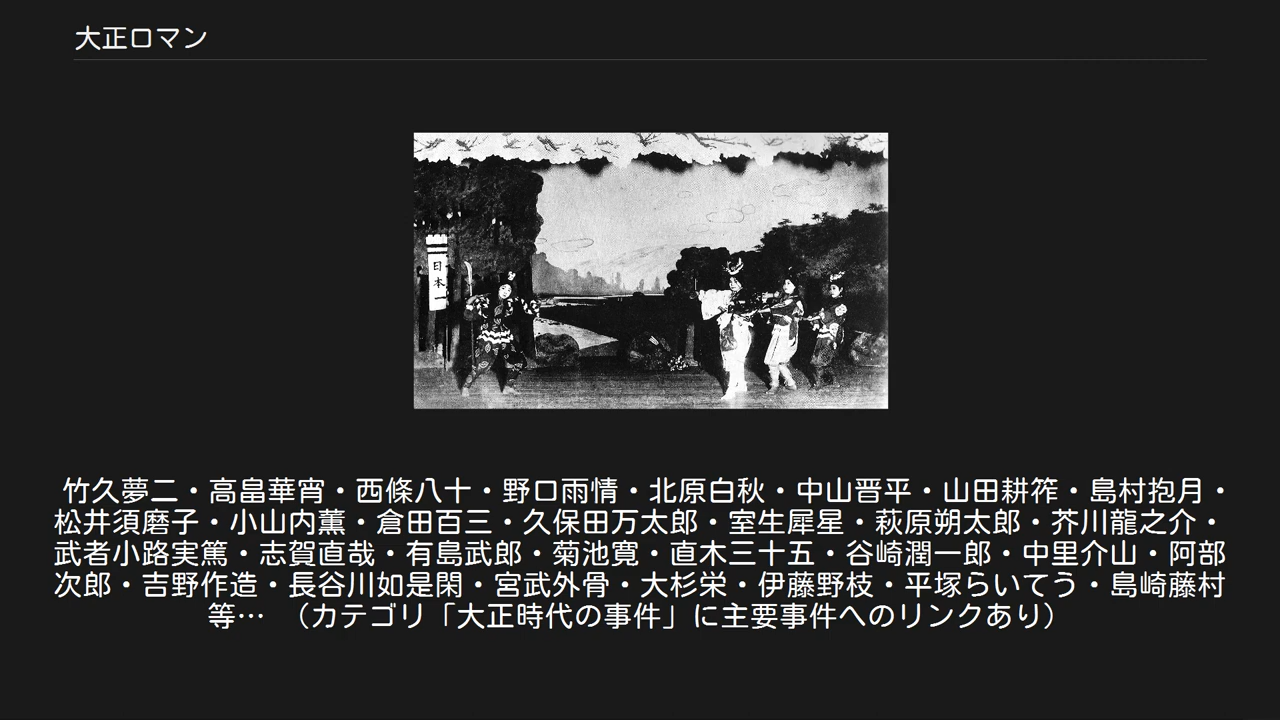 大正ロマン
日本一
竹久夢二・高畠華宵・西條八十・野口雨情・北原白秋・中山晋平・山田耕筰・島村抱月・
松井須磨子・小山内薫・倉田百三・久保田万太郎・室生犀星・萩原朔太郎・芥川龍之介・
武者小路実篤・志賀直哉・有島武郎・菊池寛・直木三十五・谷崎潤一郎・中里介山・阿部
次郎・吉野作造・長谷川如是閑・宮武外骨・大杉栄・伊藤野枝・平塚らいてう・島崎藤村
等… （カテゴリ「大正時代の事件」に主要事件へのリンクあり）